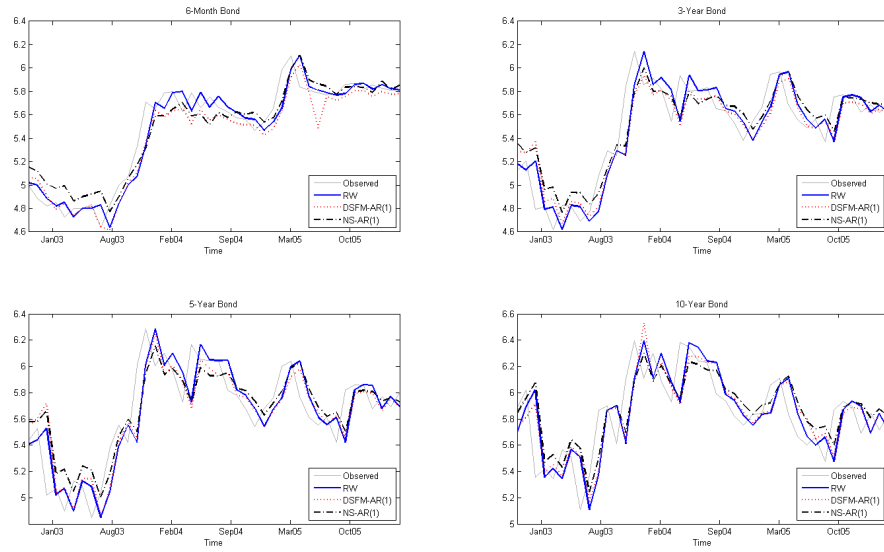 6-Month Bond
6.4
6.2
6
5.8
5.6
5.4
5.2
5
4.8
4.6
Jan03 Aug03 Feb04 Sep04 Mar05 Oct05
Time
Observed
RW
DSFM-AR(1)
NS-AR(1)
3-Year Bond
6.4
6.2
6
5.8
5.6
5.4
5.2
5
4.8
4.6
Jan03 Aug03 Feb04 Sep04 Mar05 Oct05
Time
Observed
RW
DSFM-AR(1)
NS-AR(1)
5-Year Bond
6.4
6.2
6
5.8
5.6
5.4
5.2
5
Jan03 Aug03 Feb04 Sep04 Mar05 Oct05
Time
Observed
RW
DSFM-AR(1)
NS-AR(1)
10-Year Bond
6.6
6.4
6.2
6
5.8
5.6
5.4
5.2
5
Jan03 Aug03 Feb04 Sep04 Mar05 Oct05
Time
Observed
RW
DSFM-AR(1)
NS-AR(1)